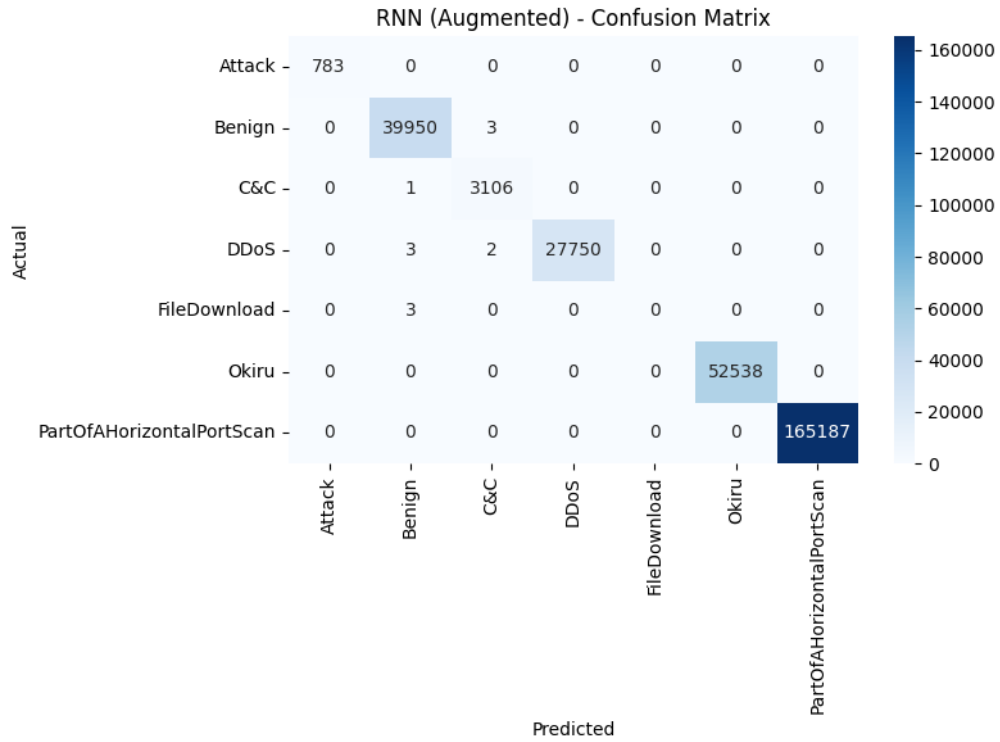 RNN (Augmented) - Confusion Matrix
Attack 783 0 0 0 0 0 0
Benign 0 39950 3 0 0 0 0
C&C 0 1 3106 0 0 0 0
DDoS 0 3 2 27750 0 0 0
FileDownload 0 3 0 0 0 0 0
Okiru 0 0 0 0 0 52538 0
PartOfAHorizontalPortScan 0 0 0 0 0 0 165187
Actual
Attack
Benign
C&C
DDoS
FileDownload
Okiru
PartOfAHorizontalPortScan
Predicted
160000
140000
120000
100000
80000
60000
40000
20000
0